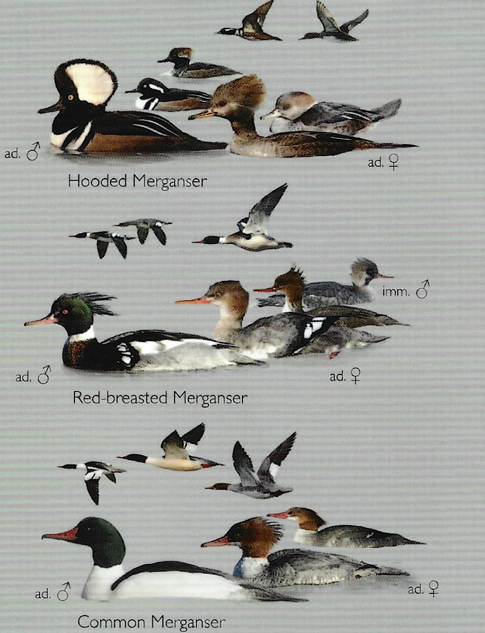 ad. ♂
ad. ♀
Hooded Merganser
imm. ♂
ad. ♂
ad. ♀
Red-breasted Merganser
ad. ♂
ad. ♀
Common Merganser